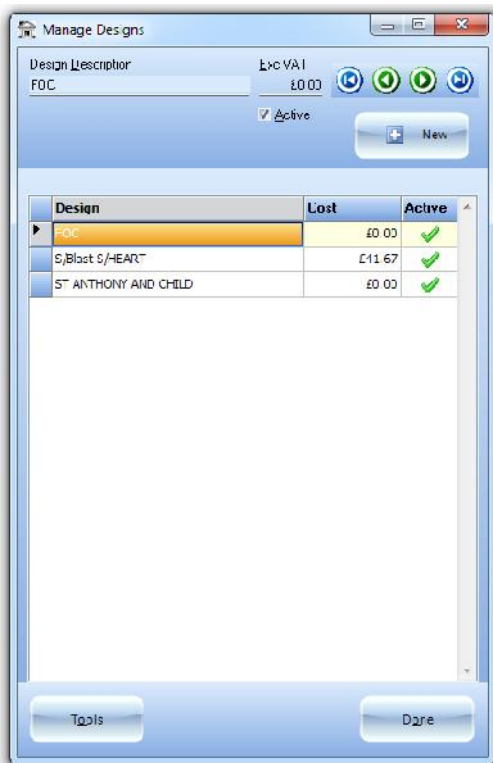 Manage Designs
Design Description Exc VAT
FOC £0.00
Active
New
Design Cost Active
FOC £0.00
S/Blast S/HEART £41.67
ST ANTHONY AND CHILD £0.00
Tools Done